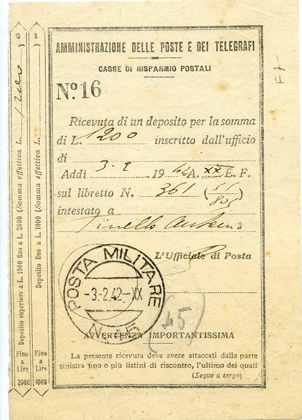 AMMINISTRAZIONE DELLE POSTE E DEI TELEGRAFI
CASSE DI RISPARMIO POSTALI
N.º 16
Ricevuta di un deposito per la somma
di L. 1200 inscritto dall'ufficio
di
Addì 3-2 1942 A. XX E. F.
sul libretto N. 361
intestato a
L'Ufficiale di Posta
POSTA MILITARE
-3.2.42.-XX
AVVERTENZA IMPORTANTISSIMA
La presente ricevuta deve avere attaccati dalla parte
sinistra uno o più listini di riscontro, l'ultimo dei quali
(Segue a tergo)
Deposito superiore a L. 1000 fino a L. 2000 (Somma effettiva L.
Deposito fino a L. 1000 (Somma effettiva L.
Fino
a
Lire
2000
Fino
a
Lire
1000